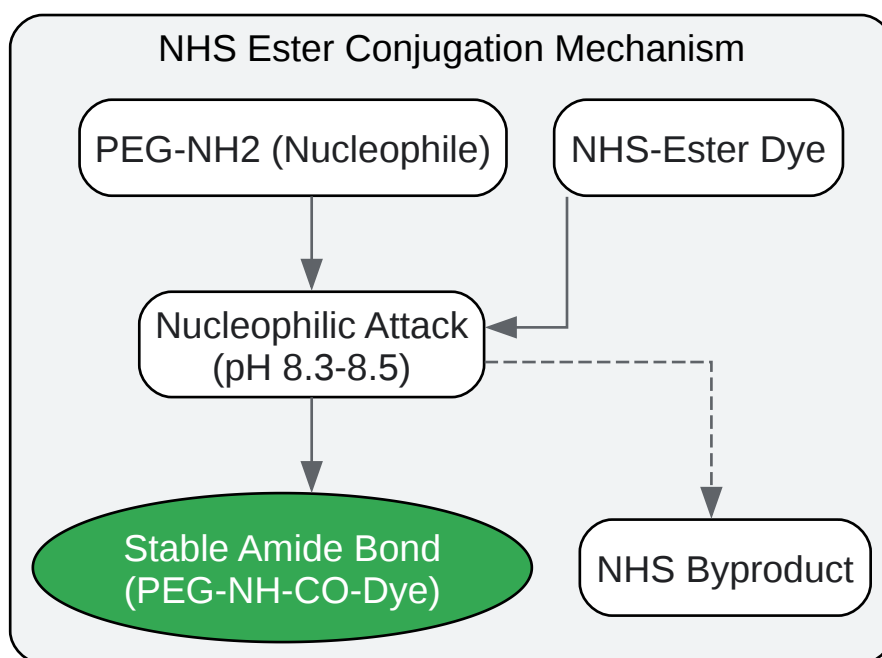 NHS Ester Conjugation Mechanism
PEG-NH2 (Nucleophile)
NHS-Ester Dye
Nucleophilic Attack
(pH 8.3-8.5)
Stable Amide Bond
(PEG-NH-CO-Dye)
NHS Byproduct